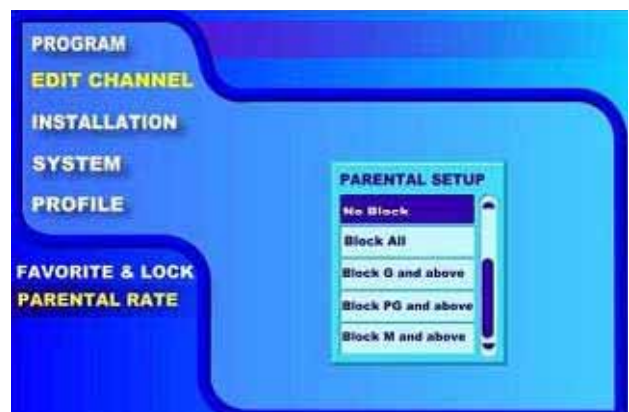 PROGRAM
EDIT CHANNEL
INSTALLATION
SYSTEM
PROFILE
FAVORITE & LOCK
PARENTAL RATE
PARENTAL SETUP
No Block
Block All
Block G and above
Block PG and above
Block M and above